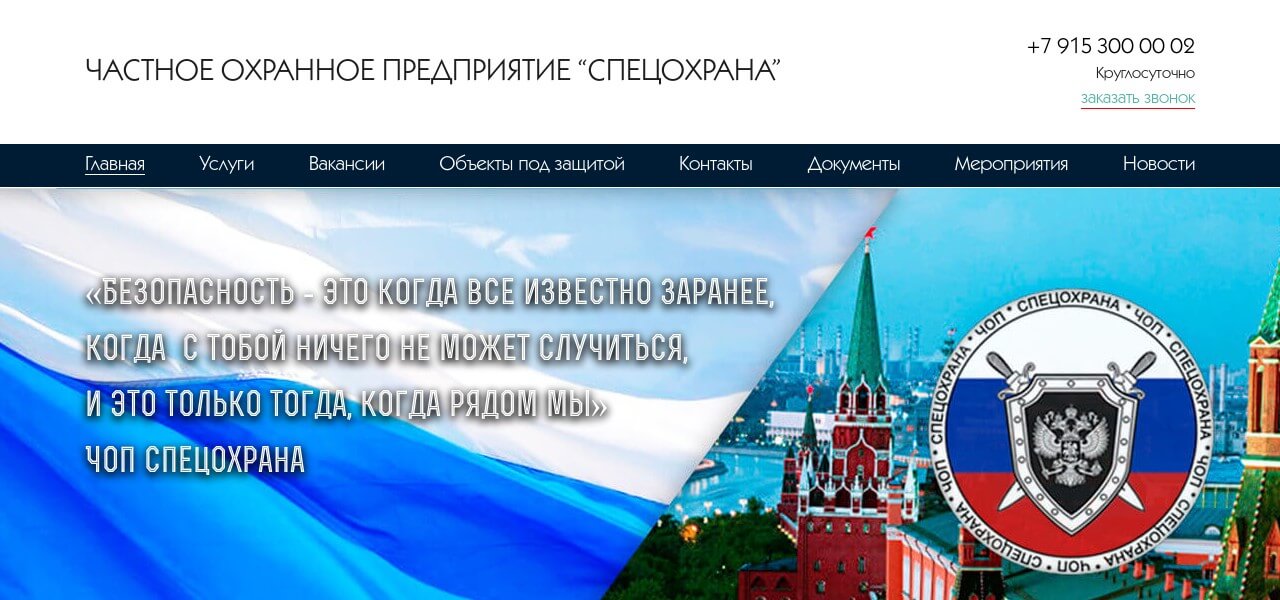 ЧАСТНОЕ ОХРАННОЕ ПРЕДПРИЯТИЕ “СПЕЦОХРАНА”
+7 915 300 00 02
Круглосуточно
заказать звонок
Главная Услуги Вакансии Объекты под защитой Контакты Документы Мероприятия Новости
«БЕЗОПАСНОСТЬ - ЭТО КОГДА ВСЕ ИЗВЕСТНО ЗАРАНЕЕ,
КОГДА С ТОБОЙ НИЧЕГО НЕ МОЖЕТ СЛУЧИТЬСЯ,
И ЭТО ТОЛЬКО ТОГДА, КОГДА РЯДОМ МЫ»
ЧОП СПЕЦОХРАНА
ЧОП • СПЕЦОХРАНА • ЧОП • СПЕЦОХРАНА • ЧОП • СПЕЦОХРАНА • ЧОП • СПЕЦОХРАНА •